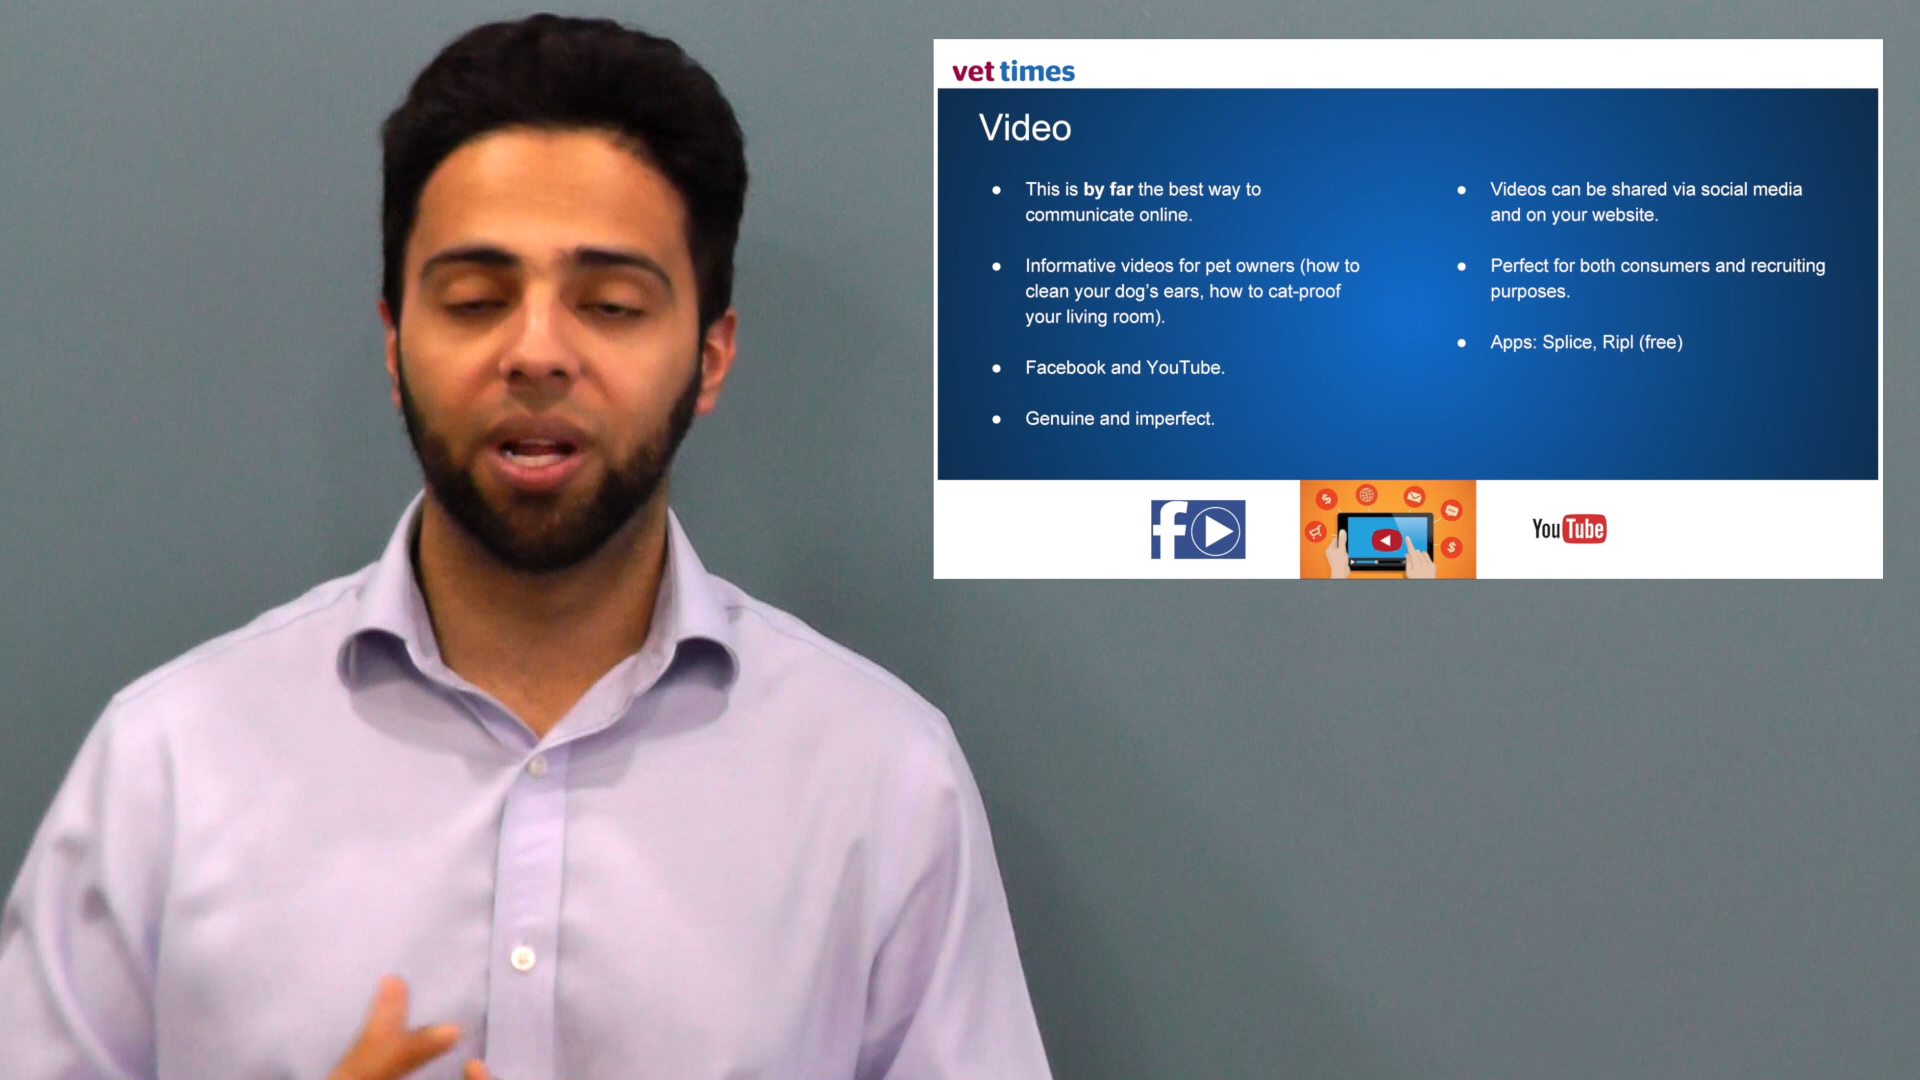 vet times
Video
● This is by far the best way to
communicate online.
● Informative videos for pet owners (how to
clean your dog's ears, how to cat-proof
your living room).
● Facebook and YouTube.
● Genuine and imperfect.
● Videos can be shared via social media
and on your website.
● Perfect for both consumers and recruiting
purposes.
● Apps: Splice, Ripl (free)
f
$
$
YouTube